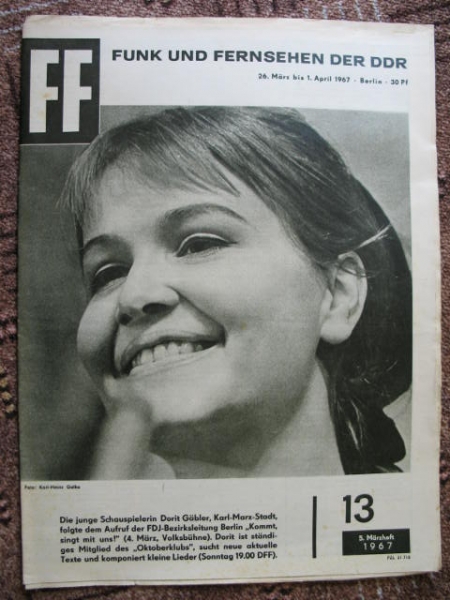 FF
FUNK UND FERNSEHEN DER DDR
26. März bis 1. April 1967 · Berlin · 30 Pf
Foto: Karl-Heinz
Die junge Schauspielerin Dorit Gäbler, Karl-Marx-Stadt,
folgte dem Aufruf der FDJ-Bezirksleitung Berlin „Kommt,
singt mit uns!" (4. März, Volksbühne). Dorit ist ständi-
ges Mitglied des „Oktoberklubs", sucht neue aktuelle
Texte und komponiert kleine Lieder (Sonntag 19.00 DFF).
13
5. Märzheft
1967